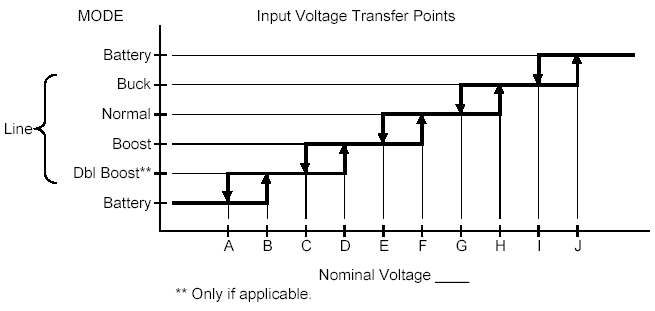 MODE
Input Voltage Transfer Points
Battery
Buck
Normal
Line
Boost
Dbl Boost**
Battery
A B C D E F G H I J
Nominal Voltage ____
** Only if applicable.